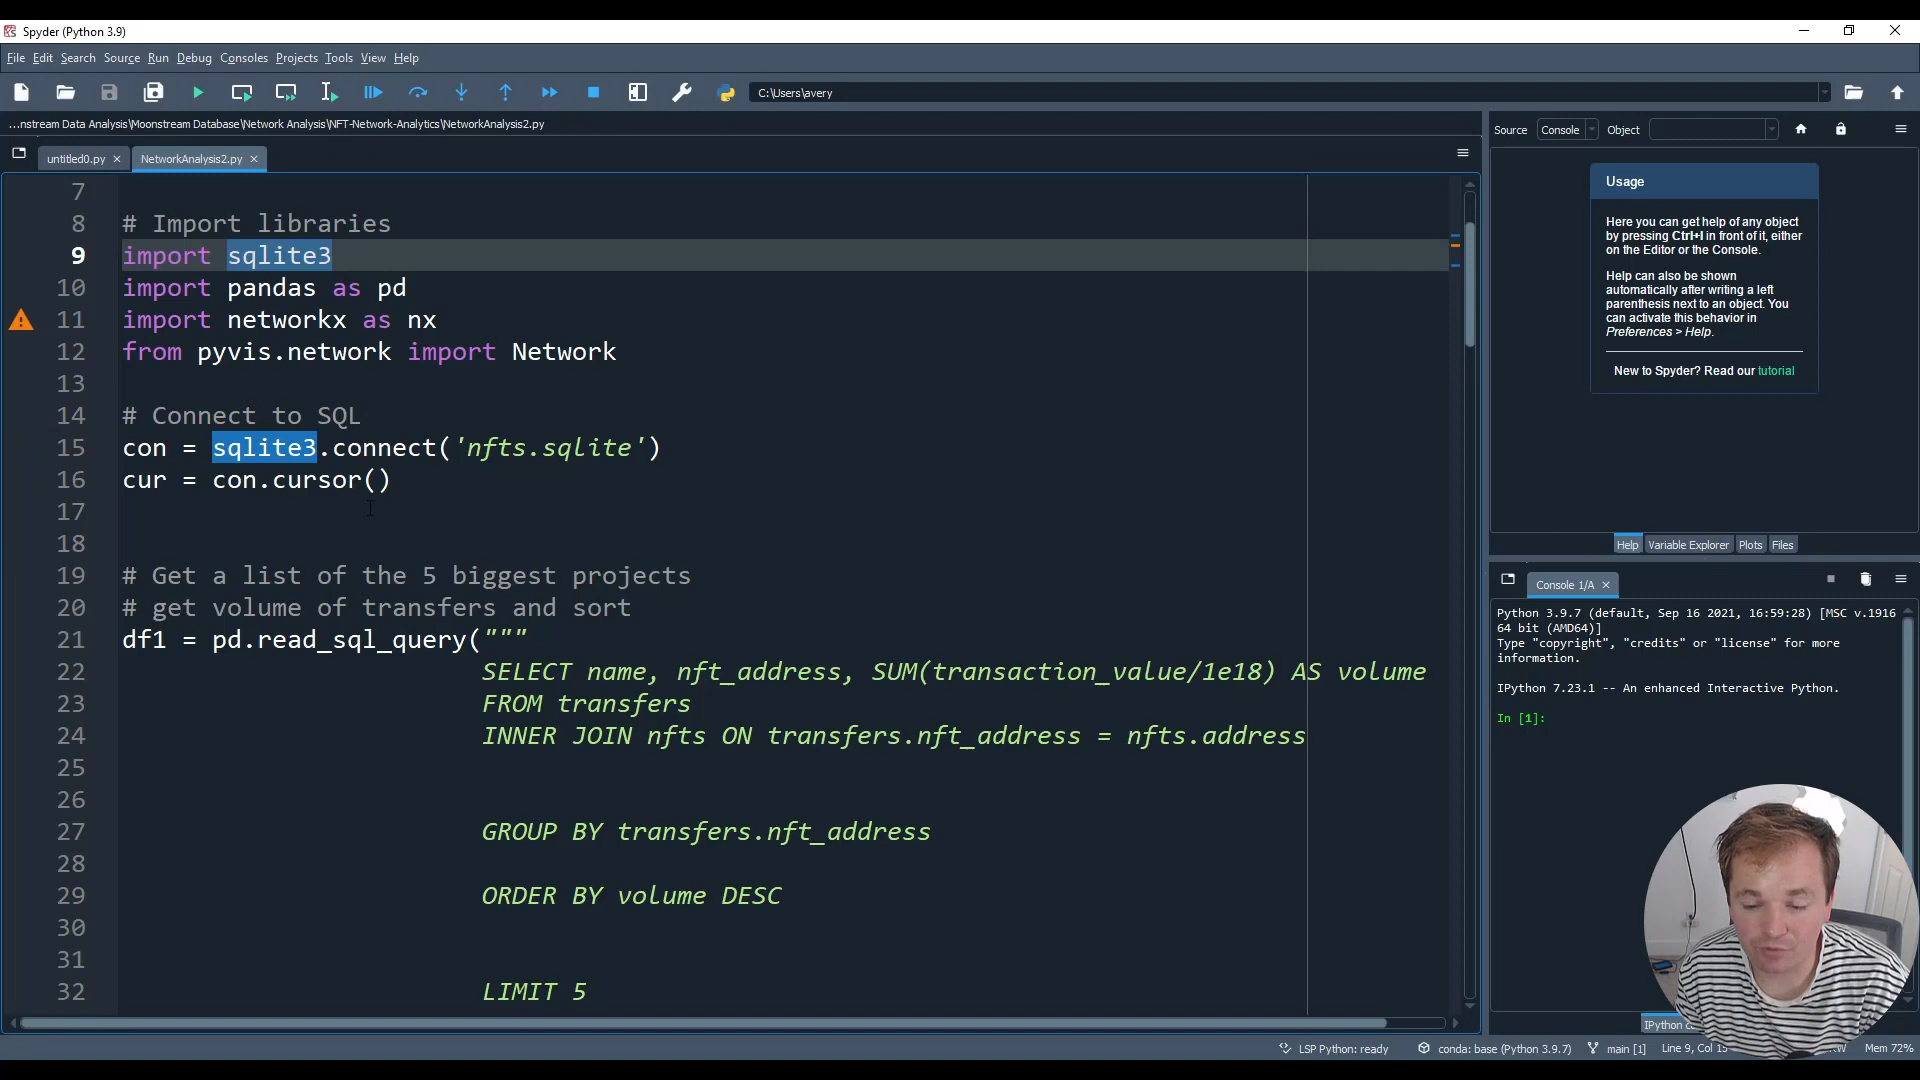 Spyder (Python 3.9)
File Edit Search Source Run Debug Consoles Projects Tools View Help
C:\Users\avery
...nstream Data Analysis\Moonstream Database\Network Analysis\NFT-Network-Analytics\NetworkAnalysis2.py
untitled0.py
NetworkAnalysis2.py
7
8 # Import libraries
9 import sqlite3
10 import pandas as pd
11 import networkx as nx
12 from pyvis.network import Network
13
14 # Connect to SQL
15 con = sqlite3.connect('nfts.sqlite')
16 cur = con.cursor()
17
18
19 # Get a list of the 5 biggest projects
20 # get volume of transfers and sort
21 df1 = pd.read_sql_query("""
22 SELECT name, nft_address, SUM(transaction_value/1e18) AS volume
23 FROM transfers
24 INNER JOIN nfts ON transfers.nft_address = nfts.address
25
26
27 GROUP BY transfers.nft_address
28
29 ORDER BY volume DESC
30
31
32 LIMIT 5
Source Console Object
Usage
Here you can get help of any object
by pressing Ctrl+I in front of it, either
on the Editor or the Console.
Help can also be shown
automatically after writing a left
parenthesis next to an object. You
can activate this behavior in
Preferences > Help.
New to Spyder? Read our tutorial
Help Variable Explorer Plots Files
Console 1/A
Python 3.9.7 (default, Sep 16 2021, 16:59:28) [MSC v.1916
64 bit (AMD64)]
Type "copyright", "credits" or "license" for more
information.
IPython 7.23.1 -- An enhanced Interactive Python.
In [1]:
IPython
LSP Python: ready conda: base (Python 3.9.7) main [1] Line 9, Col Mem 72%